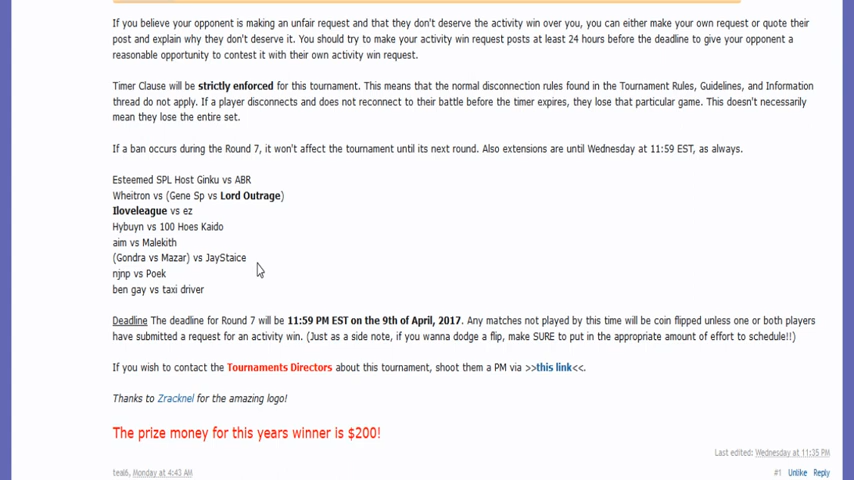 If you believe your opponent is making an unfair request and that they don't deserve the activity win over you, you can either make your own request or quote their
post and explain why they don't deserve it. You should try to make your activity win request posts at least 24 hours before the deadline to give your opponent a
reasonable opportunity to contest it with their own activity win request.
Timer Clause will be strictly enforced for this tournament. This means that the normal disconnection rules found in the Tournament Rules, Guidelines, and Information
thread do not apply. If a player disconnects and does not reconnect to their battle before the timer expires, they lose that particular game. This doesn't necessarily
mean they lose the entire set.
If a ban occurs during the Round 7, it won't affect the tournament until its next round. Also extensions are until Wednesday at 11:59 EST, as always.
Esteemed SPL Host Ginku vs ABR
Wheitron vs (Gene Sp vs Lord Outrage)
Iloveleague vs ez
Hybuyn vs 100 Hoes Kaido
aim vs Malekith
(Gondra vs Mazar) vs JayStaice
njnp vs Poek
ben gay vs taxi driver
Deadline The deadline for Round 7 will be 11:59 PM EST on the 9th of April, 2017. Any matches not played by this time will be coin flipped unless one or both players
have submitted a request for an activity win. (Just as a side note, if you wanna dodge a flip, make SURE to put in the appropriate amount of effort to schedule!!)
If you wish to contact the Tournaments Directors about this tournament, shoot them a PM via >>this link<<.
Thanks to Zracknel for the amazing logo!
The prize money for this years winner is $200!
Last edited: Wednesday at 11:35 PM
teal6, Monday at 4:43 AM
#1 Unlike Reply